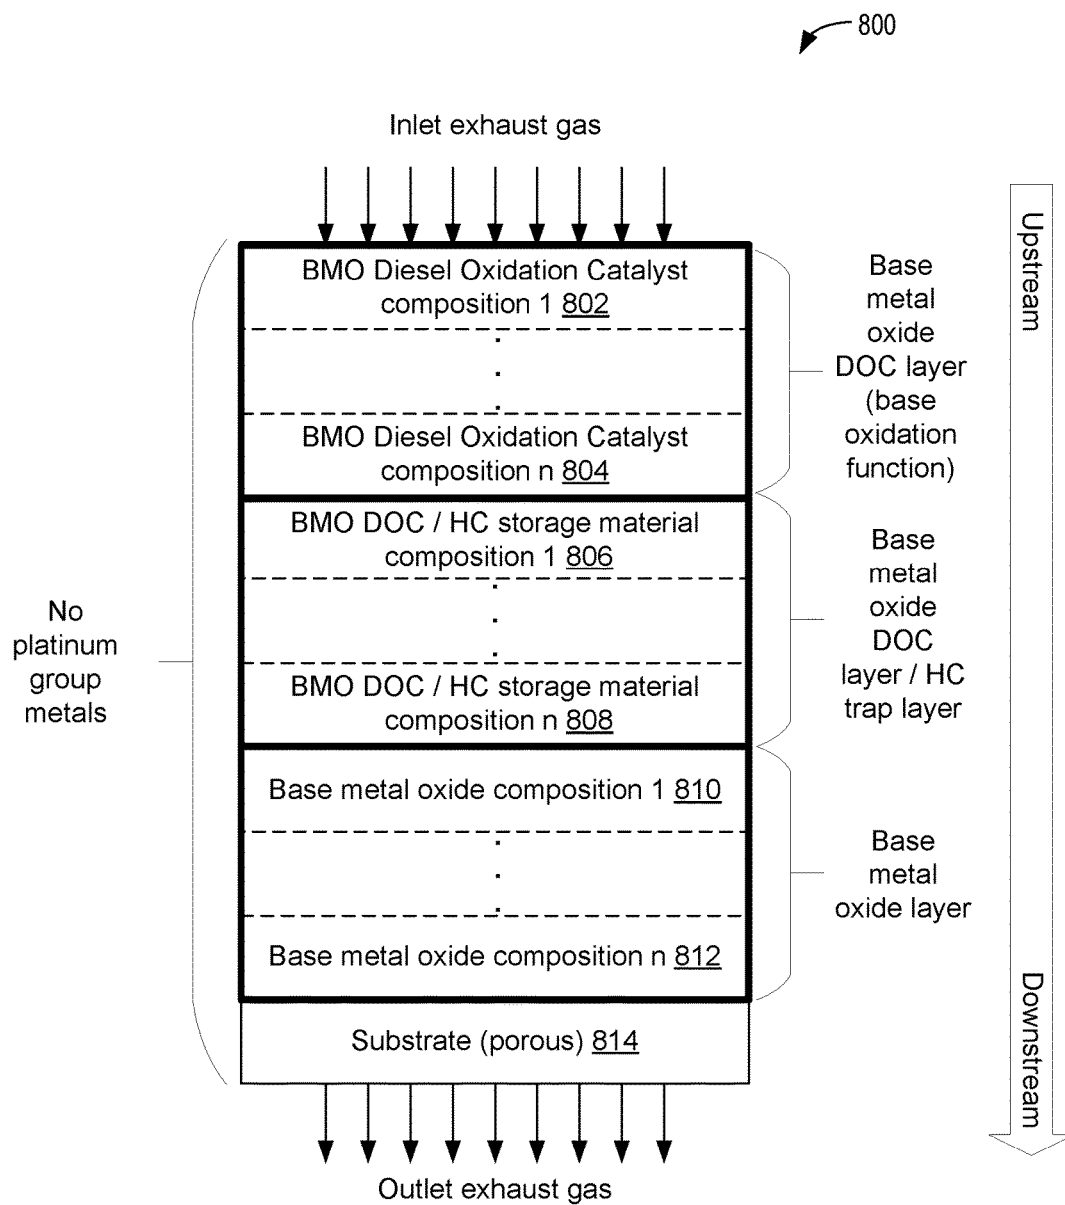 800
Inlet exhaust gas
Upstream
BMO Diesel Oxidation Catalyst
composition 1 802
BMO Diesel Oxidation Catalyst
composition n 804
Base
metal
oxide
DOC layer
(base
oxidation
function)
BMO DOC / HC storage material
composition 1 806
BMO DOC / HC storage material
composition n 808
Base
metal
oxide
DOC
layer / HC
trap layer
No
platinum
group
metals
Base metal oxide composition 1 810
Base metal oxide composition n 812
Base
metal
oxide layer
Substrate (porous) 814
Downstream
Outlet exhaust gas